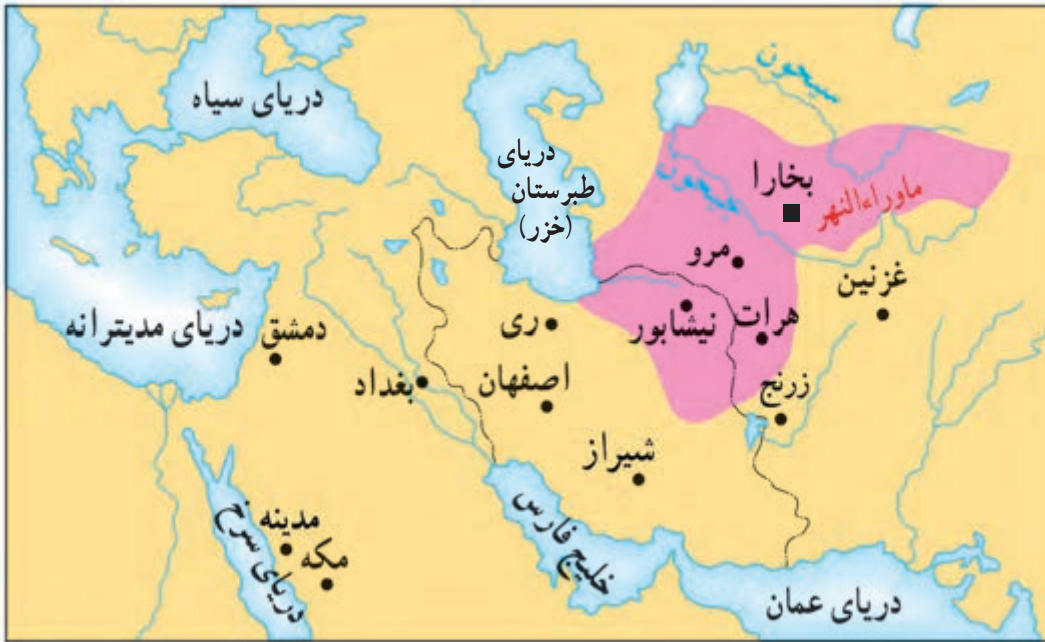 دریای سیاه
دریای
طبرستان
(خزر)
سیحون
جیحون
بخارا
ماوراءالنهر
مرو
غزنین
هرات
نیشابور
ری
دریای مدیترانه
دمشق
بغداد
اصفهان
زرنج
شیراز
خلیج فارس
مدینه
مکه
دریای سرخ
دریای عمان